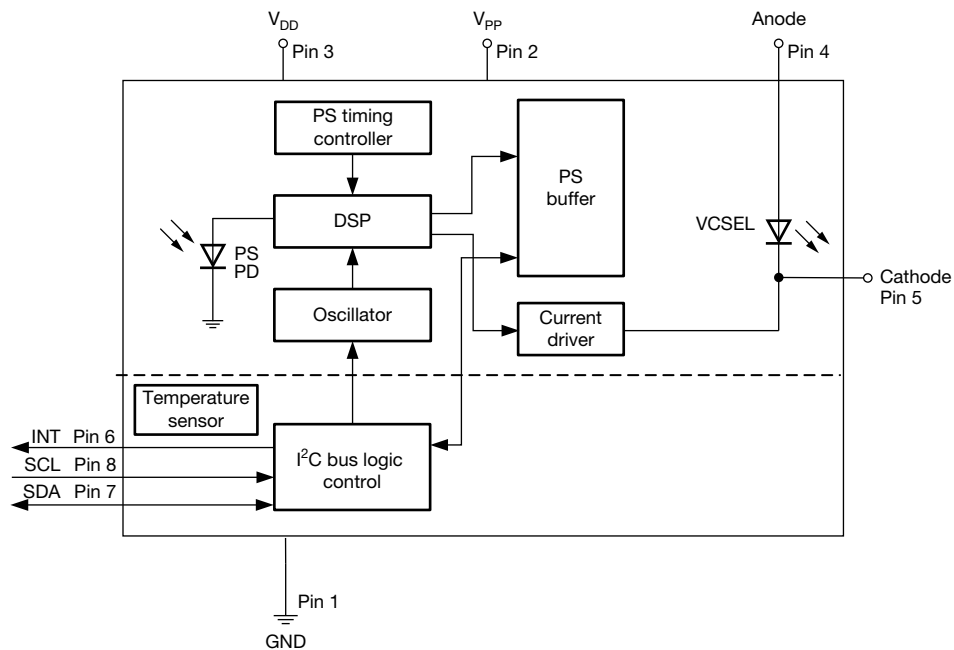 V_DD
Pin 3
V_PP
Pin 2
Anode
Pin 4
PS timing
controller
PS
buffer
DSP
PS
PD
VCSEL
Cathode
Pin 5
Oscillator
Current
driver
Temperature
sensor
INT Pin 6
SCL Pin 8
SDA Pin 7
I²C bus logic
control
Pin 1
GND